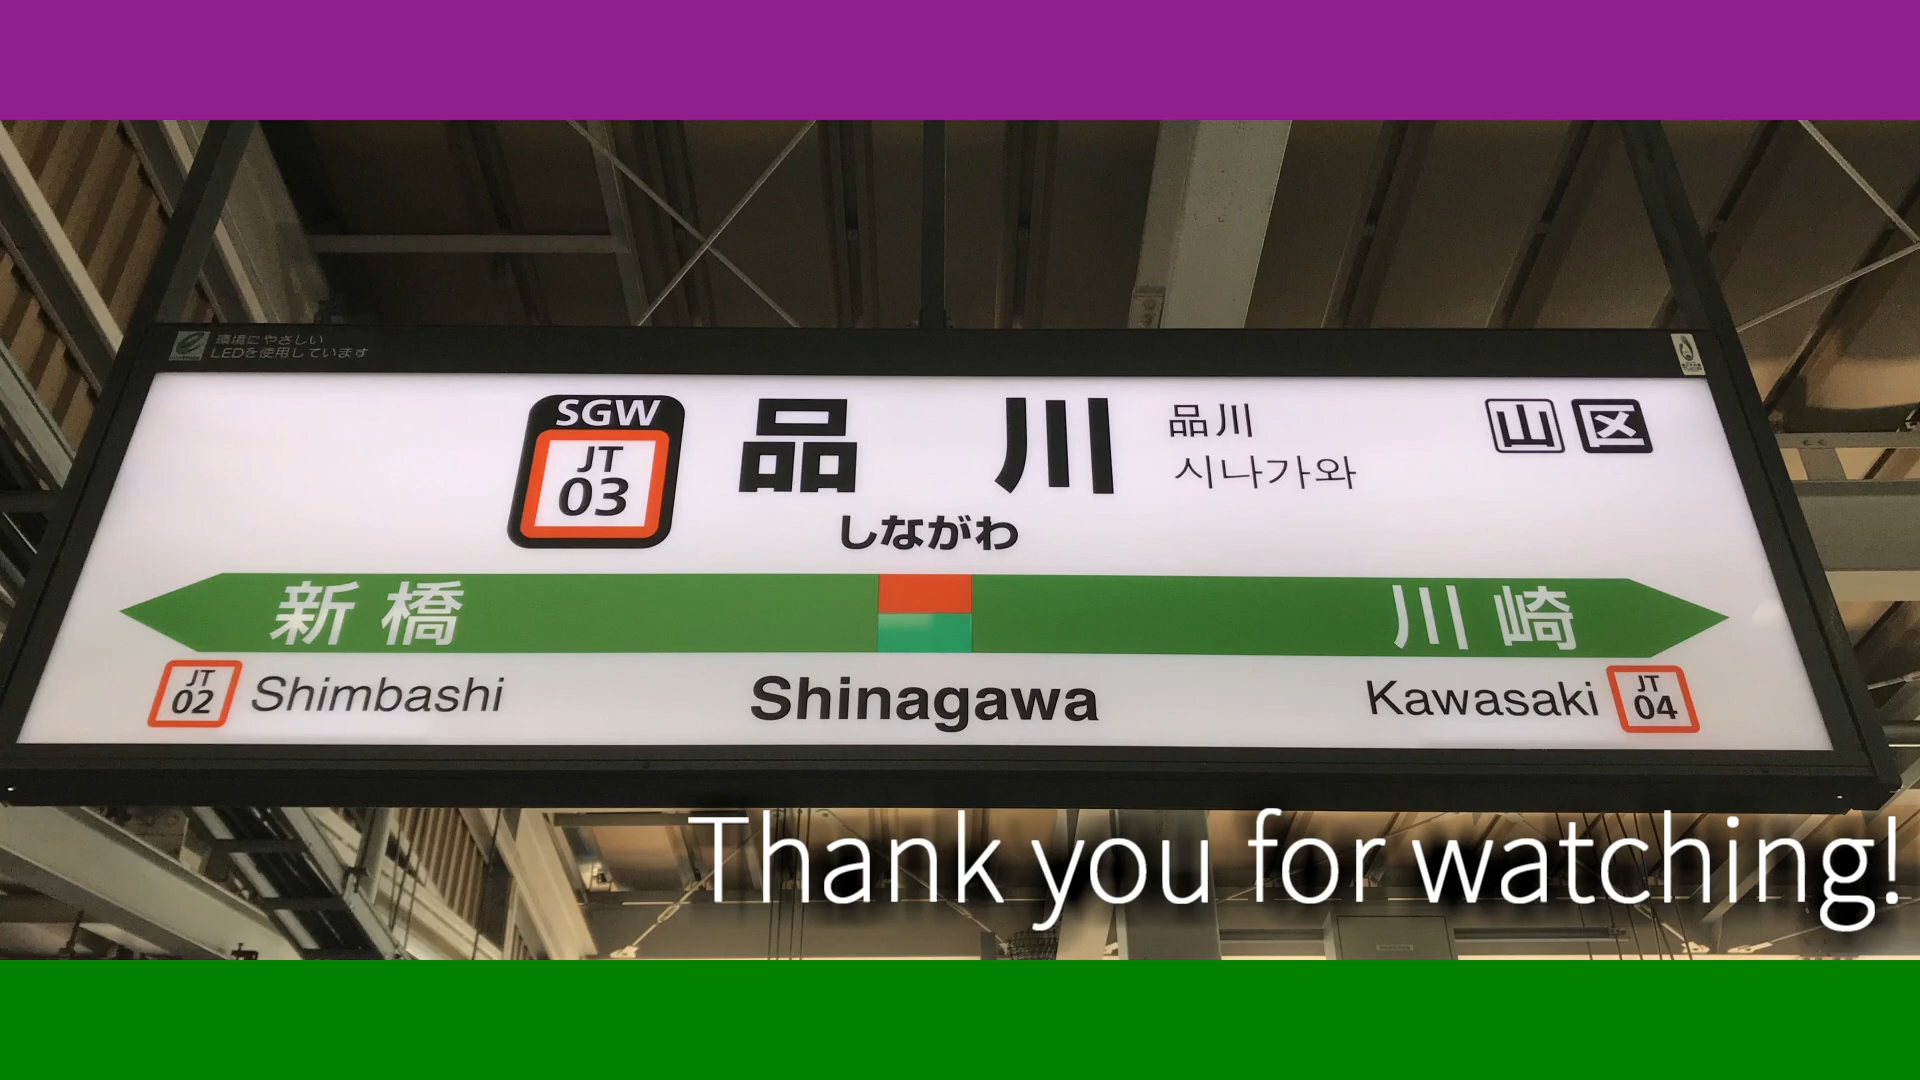 環境にやさしい
LEDを使用しています
SGW
JT
03
品川
品川
시나가와
山 区
しながわ
新橋
川崎
JT
02
Shimbashi
Shinagawa
Kawasaki
JT
04
Thank you for watching!